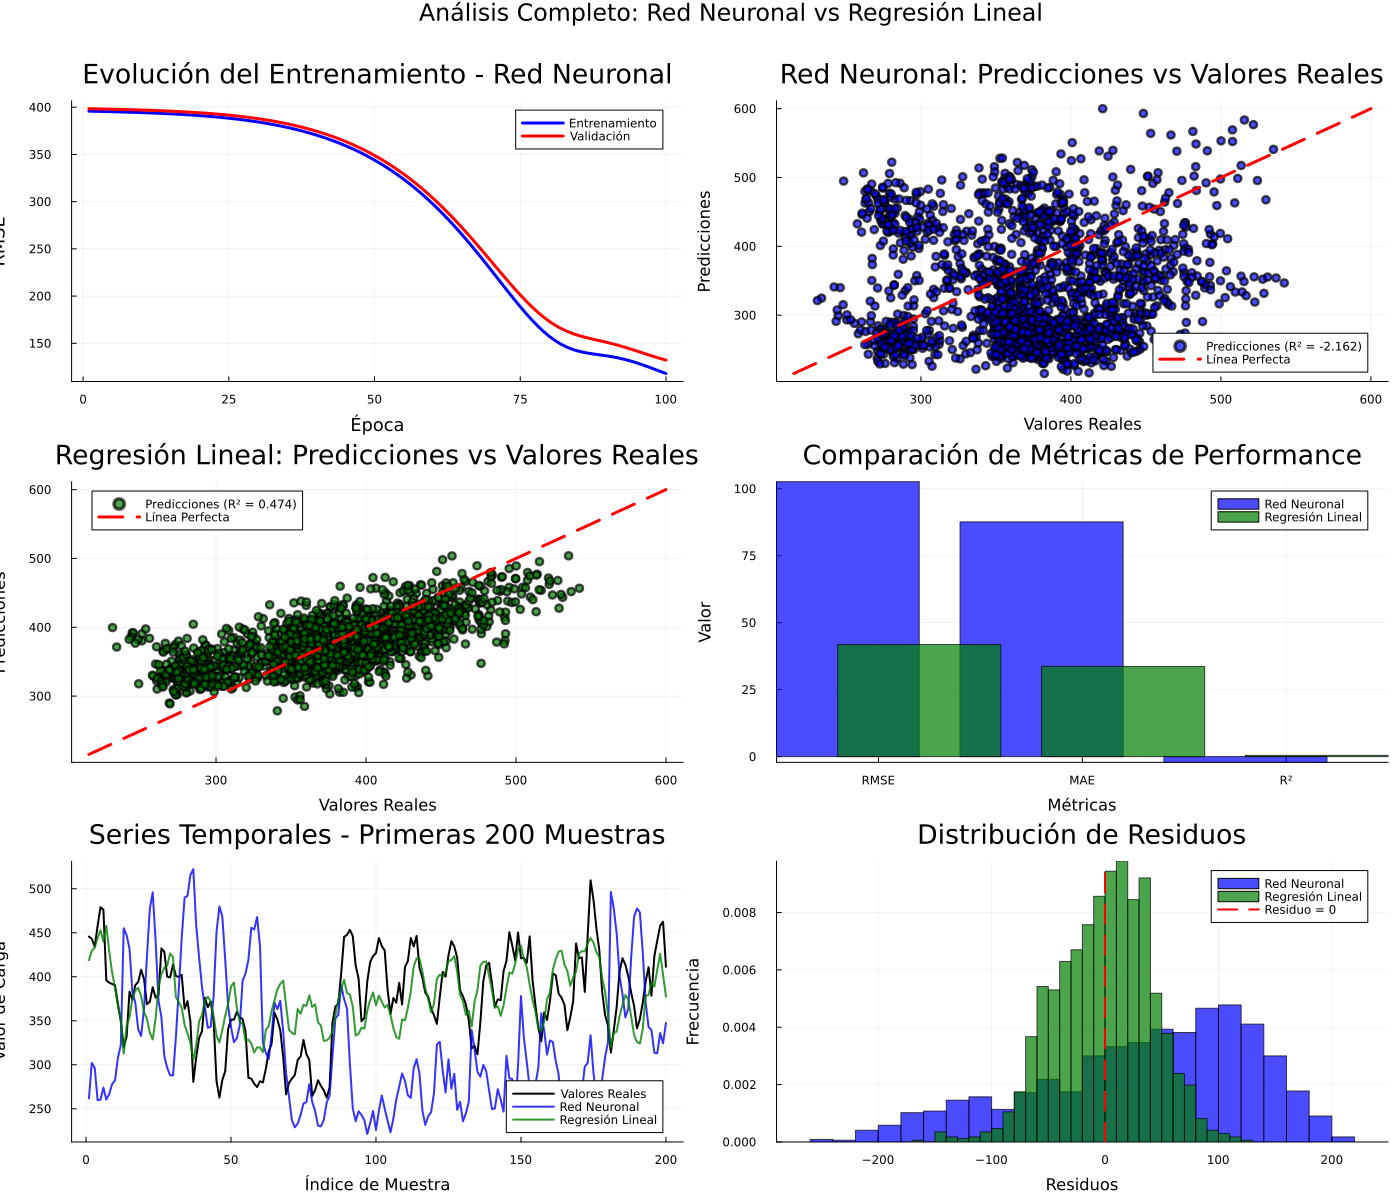 Análisis Completo: Red Neuronal vs Regresión Lineal
Evolución del Entrenamiento - Red Neuronal
400
350
300
250
200
150
0
25
50
75
100
Época
Entrenamiento
Validación
Red Neuronal: Predicciones vs Valores Reales
Predicciones
600
500
400
300
300
400
500
600
Valores Reales
Predicciones (R² = -2.162)
Línea Perfecta
Regresión Lineal: Predicciones vs Valores Reales
600
500
400
300
300
400
500
600
Valores Reales
Predicciones (R² = 0.474)
Línea Perfecta
Comparación de Métricas de Performance
Valor
100
75
50
25
0
RMSE
MAE
R²
Métricas
Red Neuronal
Regresión Lineal
Series Temporales - Primeras 200 Muestras
500
450
400
350
300
250
0
50
100
150
200
Índice de Muestra
Valores Reales
Red Neuronal
Regresión Lineal
Distribución de Residuos
Frecuencia
0.008
0.006
0.004
0.002
0.000
−200
−100
0
100
200
Residuos
Red Neuronal
Regresión Lineal
Residuo = 0